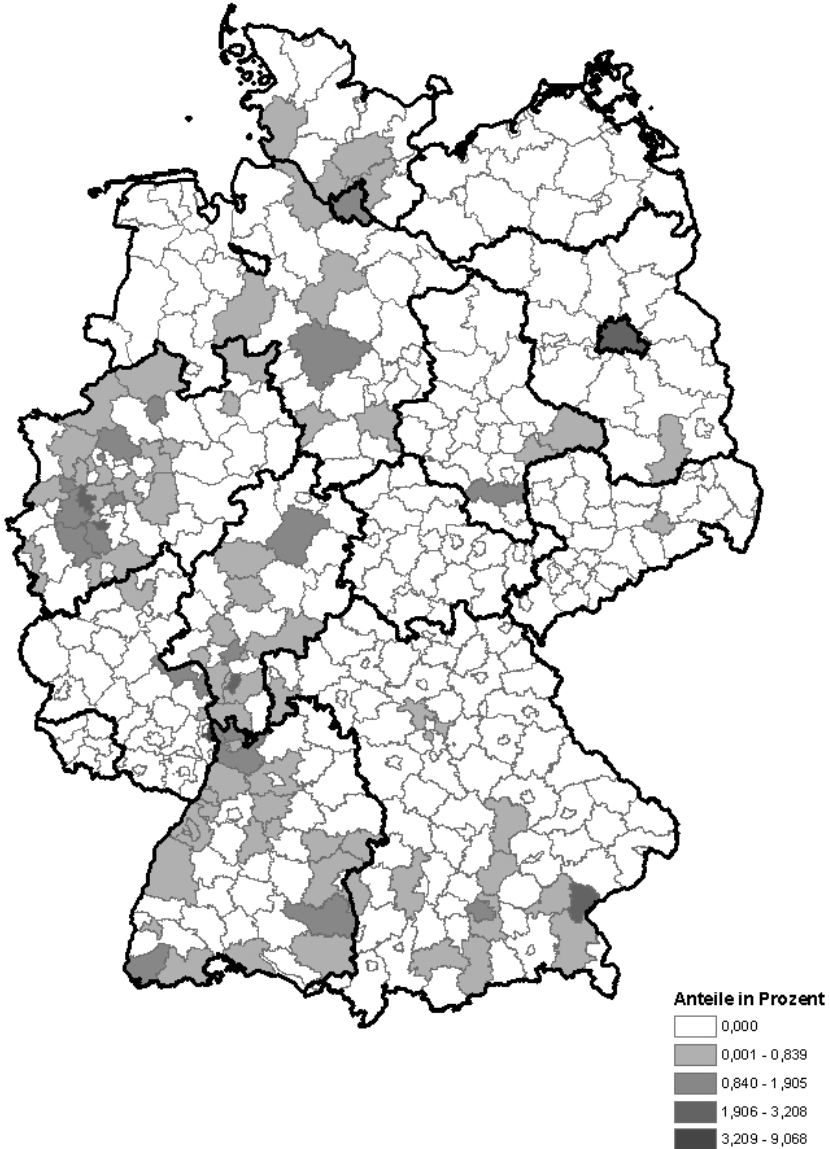 Anteile in Prozent
0,000
0,001 - 0,839
0,840 - 1,905
1,906 - 3,208
3,209 - 9,068